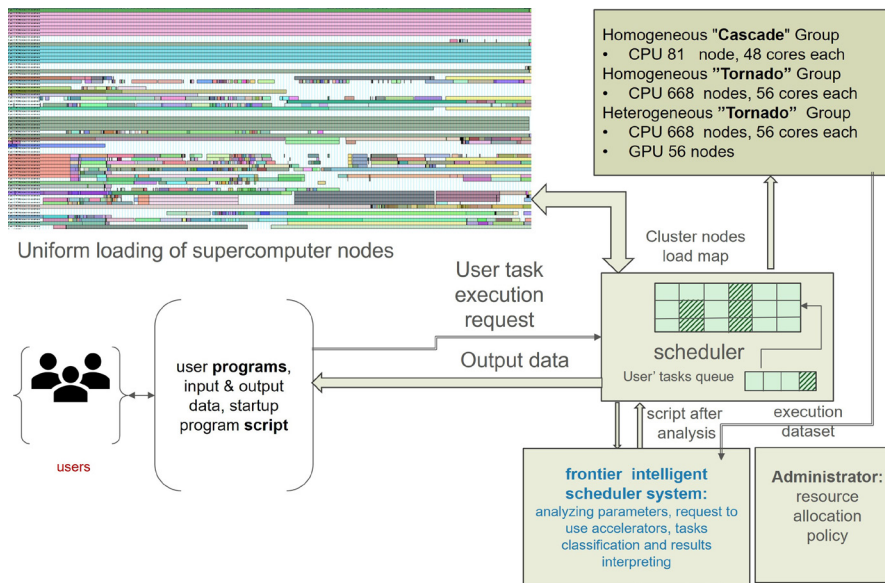 Homogeneous "Cascade" Group
• CPU 81 node, 48 cores each
Homogeneous ”Tornado” Group
• CPU 668 nodes, 56 cores each
Heterogeneous ”Tornado” Group
• CPU 668 nodes, 56 cores each
• GPU 56 nodes
Uniform loading of supercomputer nodes
Cluster nodes
load map
User task
execution
request
Output data
scheduler
User' tasks queue
user programs,
input & output
data, startup
program script
users
script after
analysis
execution
dataset
frontier intelligent
scheduler system:
analyzing parameters, request to
use accelerators, tasks
classification and results
interpreting
Administrator:
resource
allocation
policy